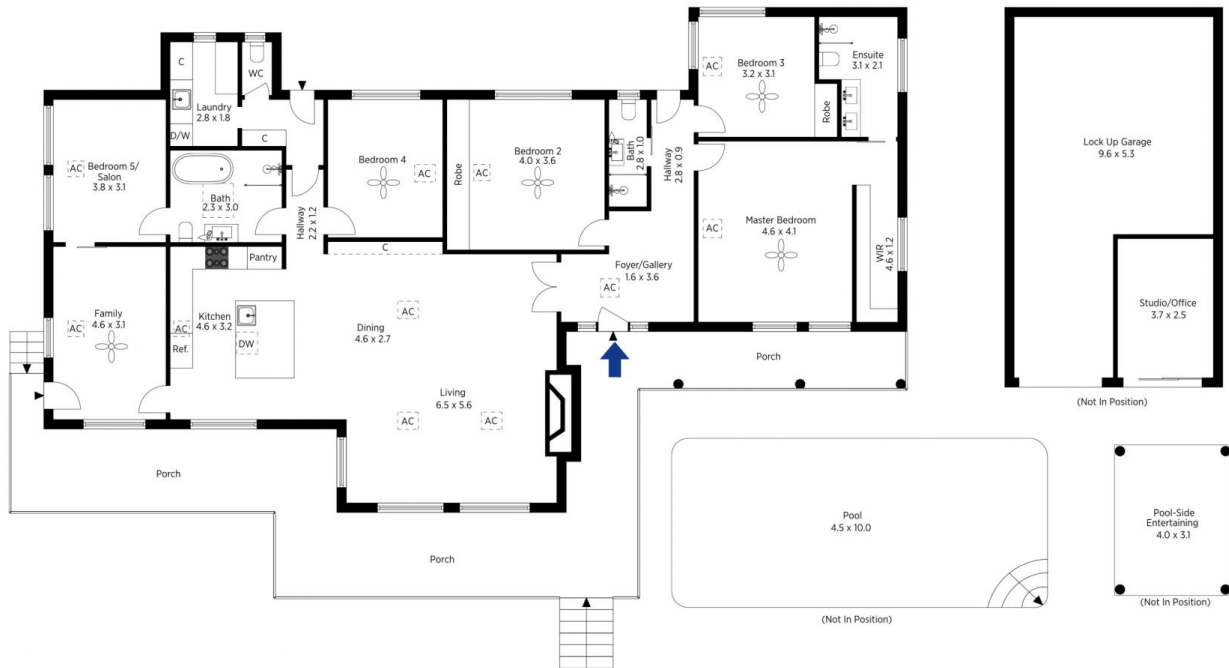 C
WC
Laundry
2.8 x 1.8
D/W
C
AC
Bedroom 5/
Salon
3.8 x 3.1
Bath
2.3 x 3.0
Hallway
2.2 x 1.2
Bedroom 4
AC
Robe
AC
Bedroom 2
4.0 x 3.6
Bath
2.8 x 1.0
Hallway
2.8 x 0.9
AC
Bedroom 3
3.2 x 3.1
Robe
Ensuite
3.1 x 2.1
AC
Master Bedroom
4.6 x 4.1
WIR
4.6 x 1.2
Foyer/Gallery
1.6 x 3.6
AC
Pantry
C
Family
4.6 x 3.1
AC
Kitchen
4.6 x 3.2
AC
Ref.
DW
AC
Dining
4.6 x 2.7
Living
6.5 x 5.6
AC
AC
Porch
Porch
Porch
Lock Up Garage
9.6 x 5.3
Studio/Office
3.7 x 2.5
(Not In Position)
Pool
4.5 x 10.0
(Not In Position)
Pool-Side
Entertaining
4.0 x 3.1
(Not In Position)